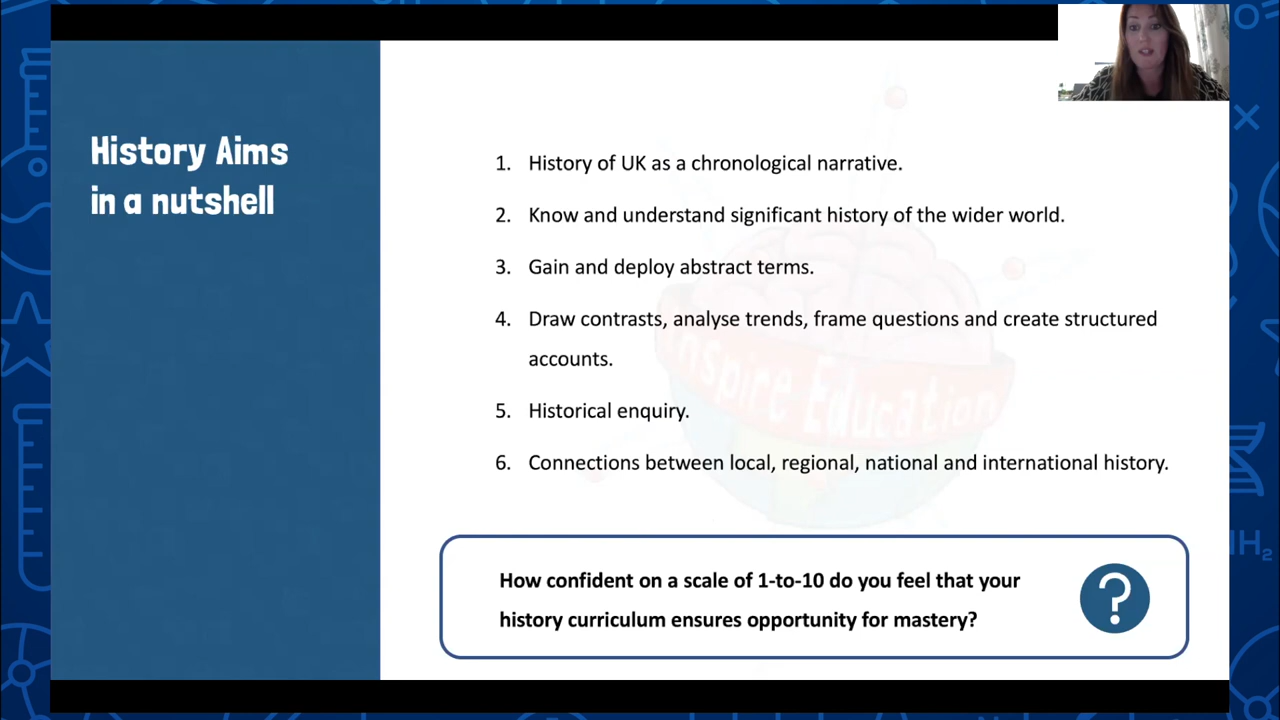 History Aims
in a nutshell
1. History of UK as a chronological narrative.
2. Know and understand significant history of the wider world.
3. Gain and deploy abstract terms.
4. Draw contrasts, analyse trends, frame questions and create structured
accounts.
5. Historical enquiry.
6. Connections between local, regional, national and international history.
Inspire Education
How confident on a scale of 1-to-10 do you feel that your
history curriculum ensures opportunity for mastery?
?
H₂